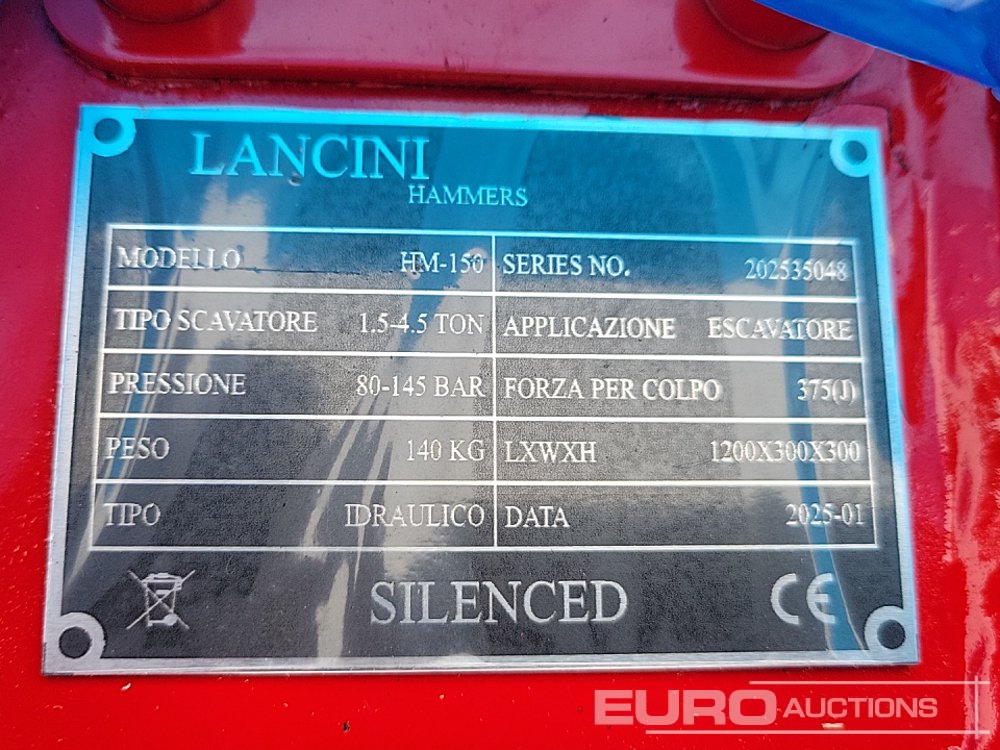 LANCINI
HAMMERS
MODELLO HM-150 SERIES NO. 202535048
TIPO SCAVATORE 1.5-4.5 TON APPLICAZIONE ESCAVATORE
PRESSIONE 80-145 BAR FORZA PER COLPO 375(J)
PESO 140 KG LXWXH 1200X300X300
TIPO IDRAULICO DATA 2025-01
SILENCED CE
EURO AUCTIONS